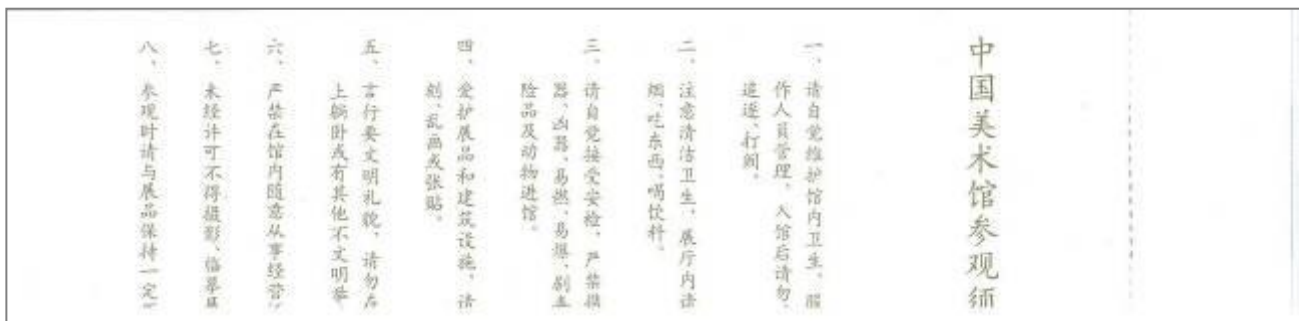 中国美术馆参观须
一、请自觉维护馆内卫生，服
作人员管理，入馆后请勿
追逐、打闹。
二、注意清洁卫生，展厅内请
烟、吃东西、喝饮料。
三、请自觉接受安检，严禁携
器、凶器、易燃、易爆、剧毒
险品及动物进馆。
四、爱护展品和建筑设施，请
刻、乱画或张贴。
五、言行要文明礼貌，请勿在
上躺卧或有其他不文明举
六、严禁在馆内随意从事经营
七、未经许可不得摄影、临摹展
八、参观时请与展品保持一定